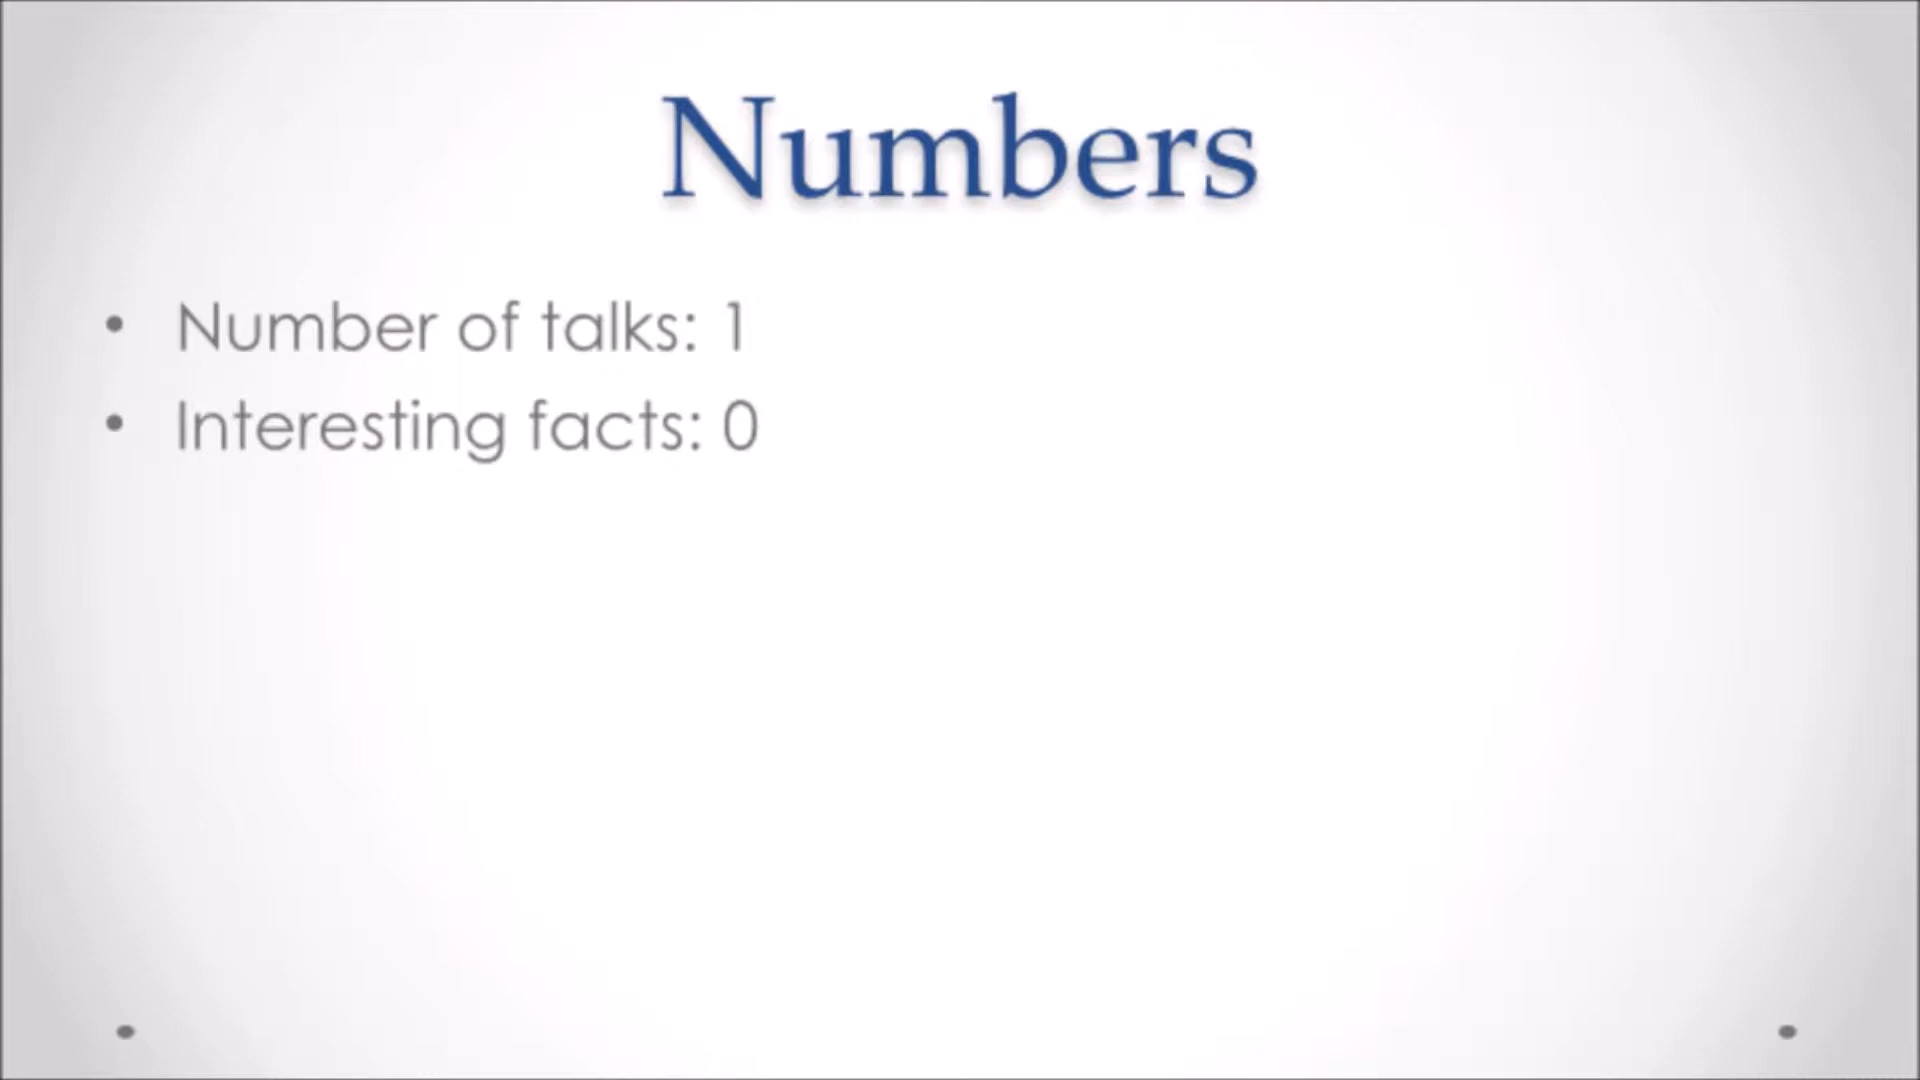 Numbers
• Number of talks: 1
• Interesting facts: 0